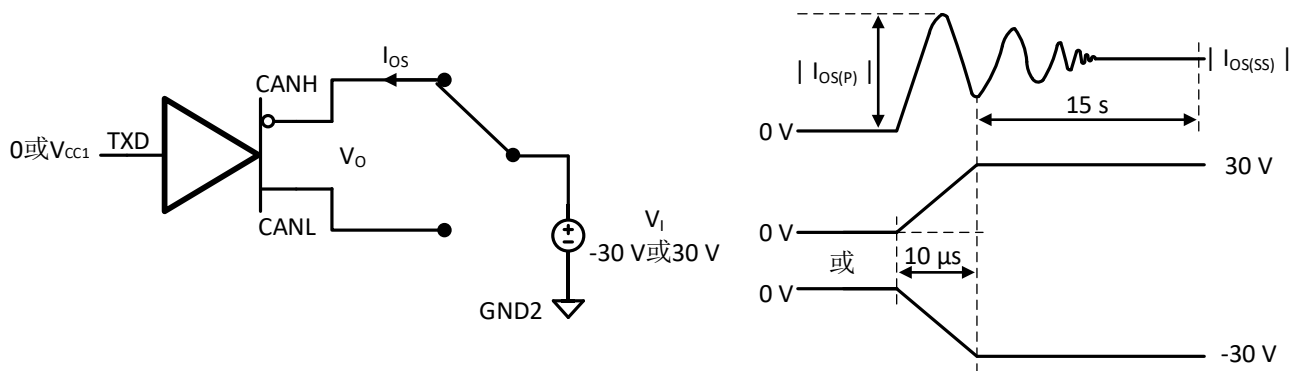 I_OS
CANH
0或V_CC1
TXD
V_O
CANL
V_I
-30 V或30 V
GND2
| I_OS(P) |
| I_OS(SS) |
15 s
0 V
30 V
0 V
或
10 µs
0 V
-30 V